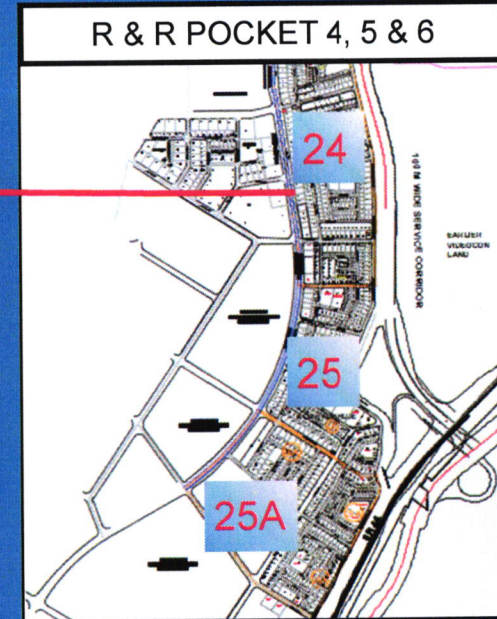 R & R POCKET 4, 5 & 6
24
100 M WIDE SERVICE CORRIDOR
EARLIER
VIDEOCON
LAND
25
25A